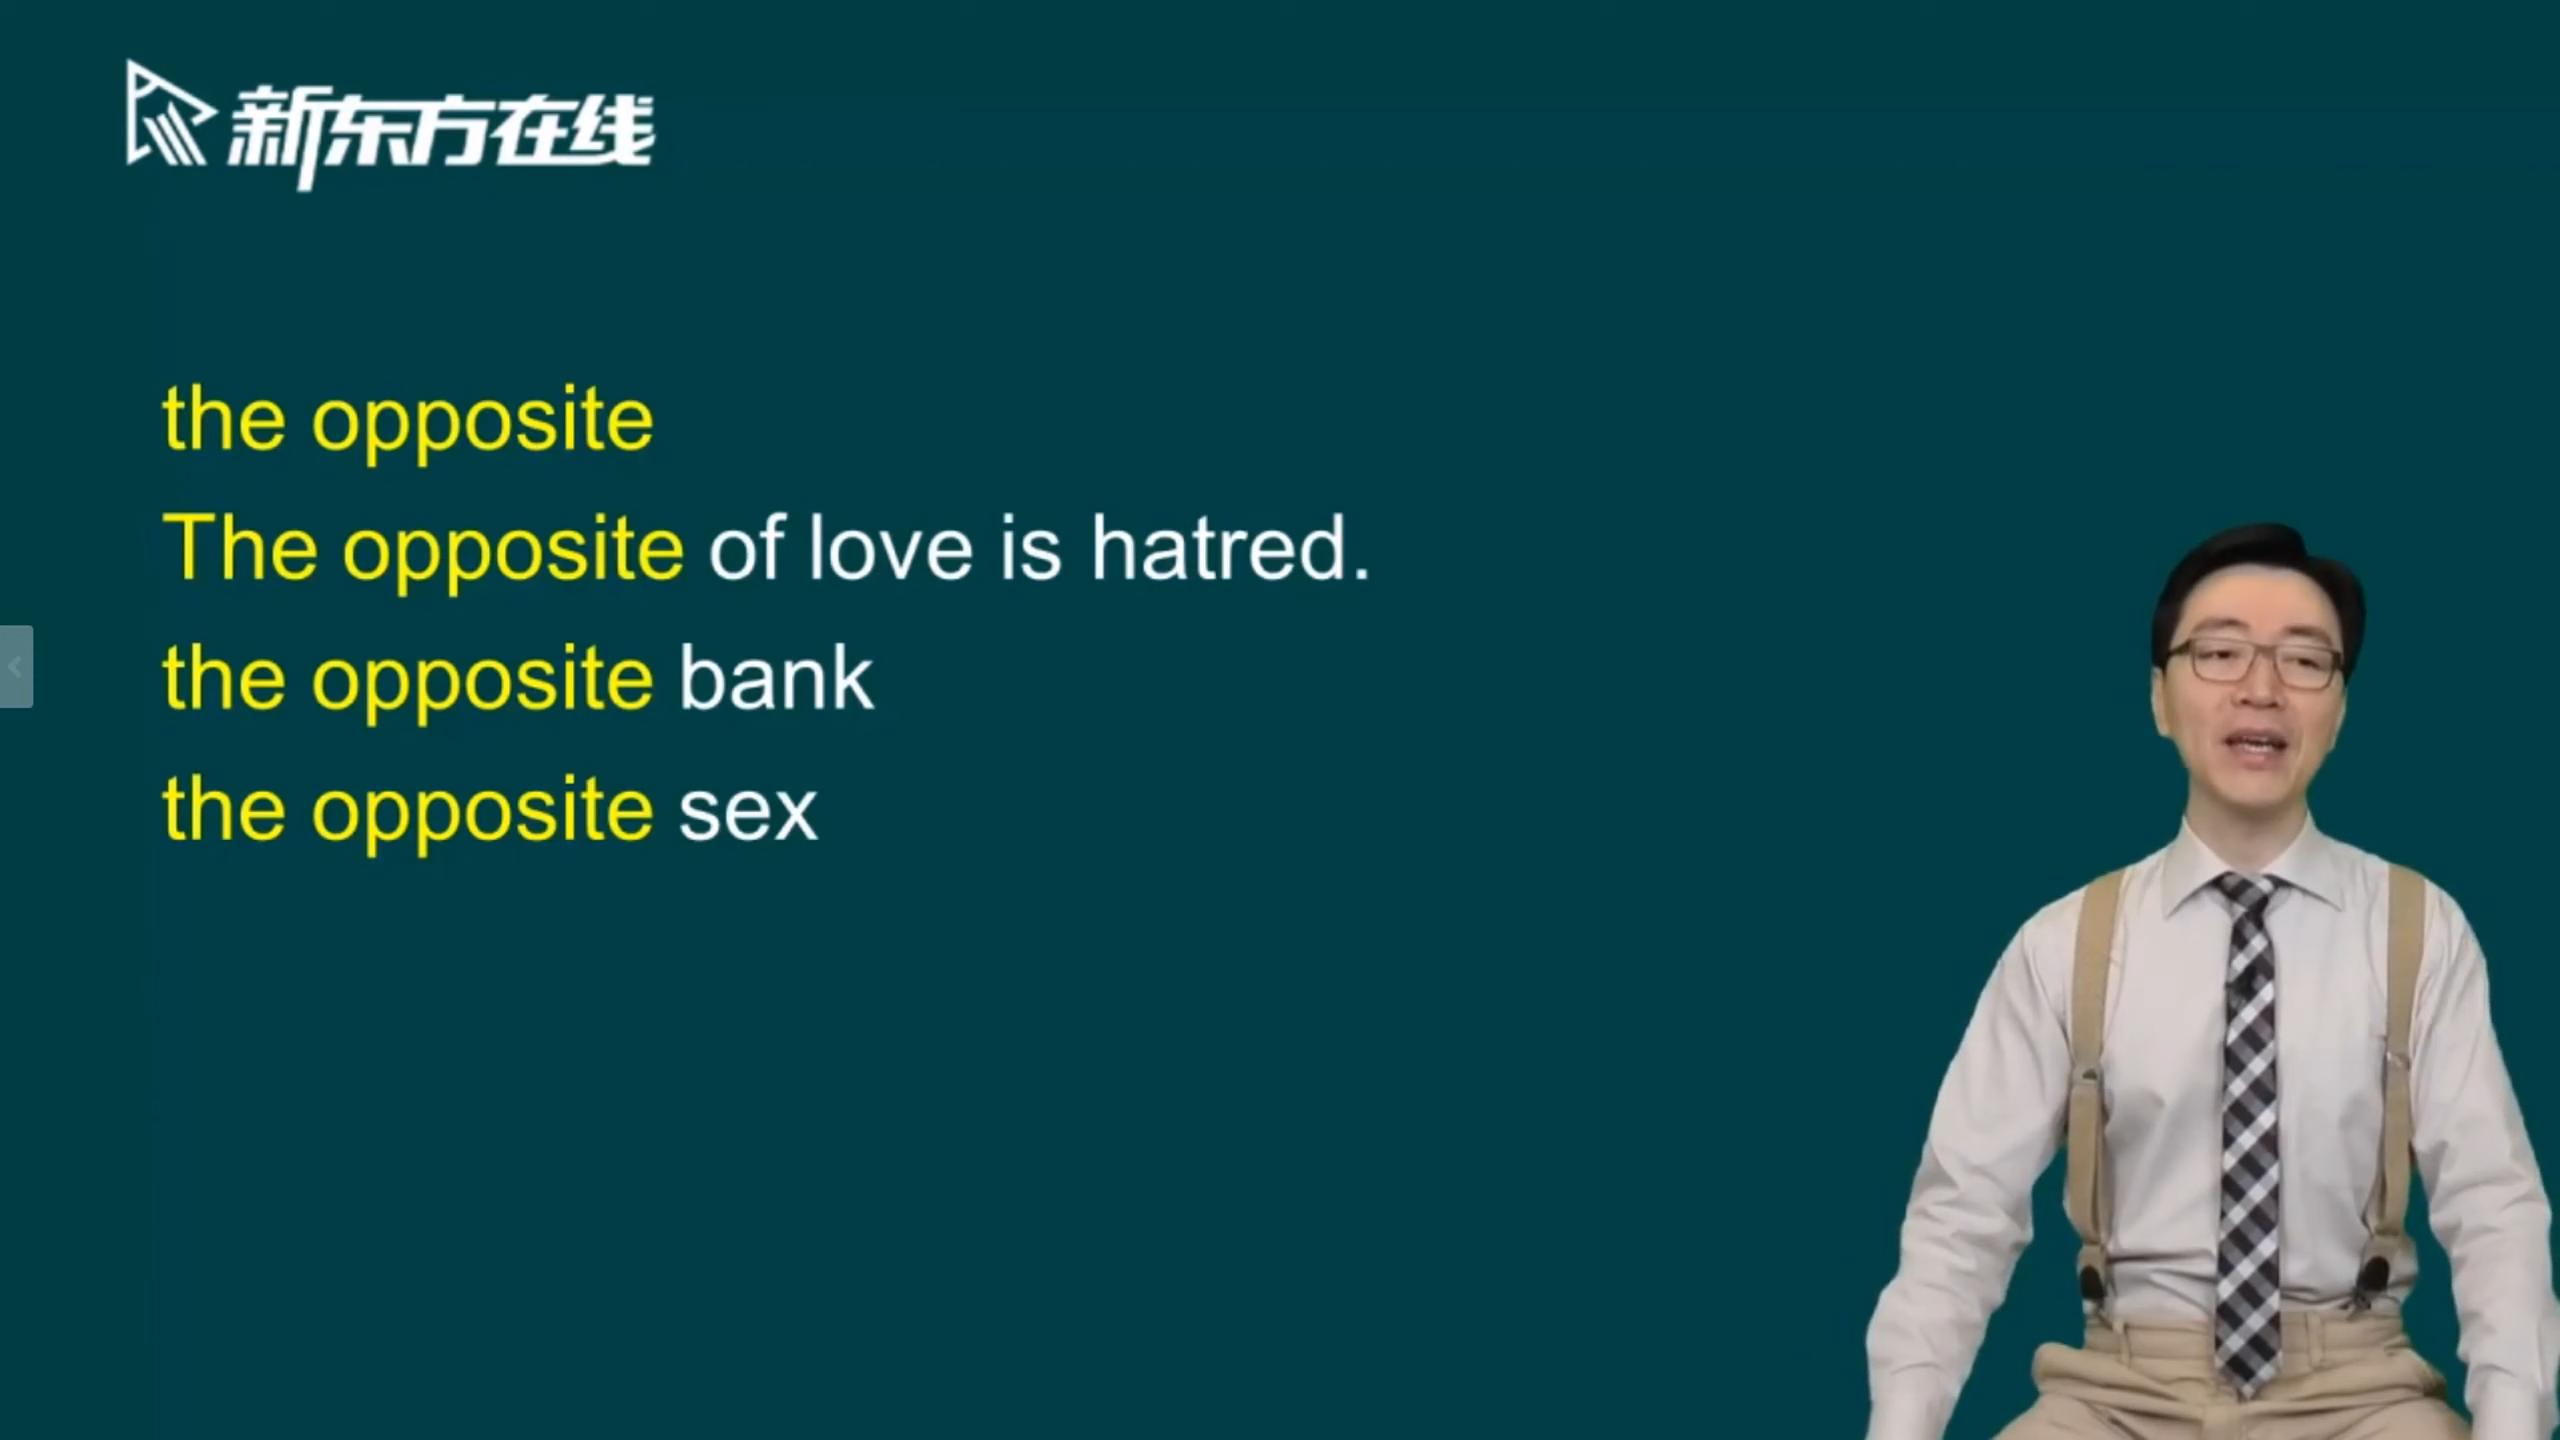 新东方在线
the opposite
The opposite of love is hatred.
the opposite bank
the opposite sex